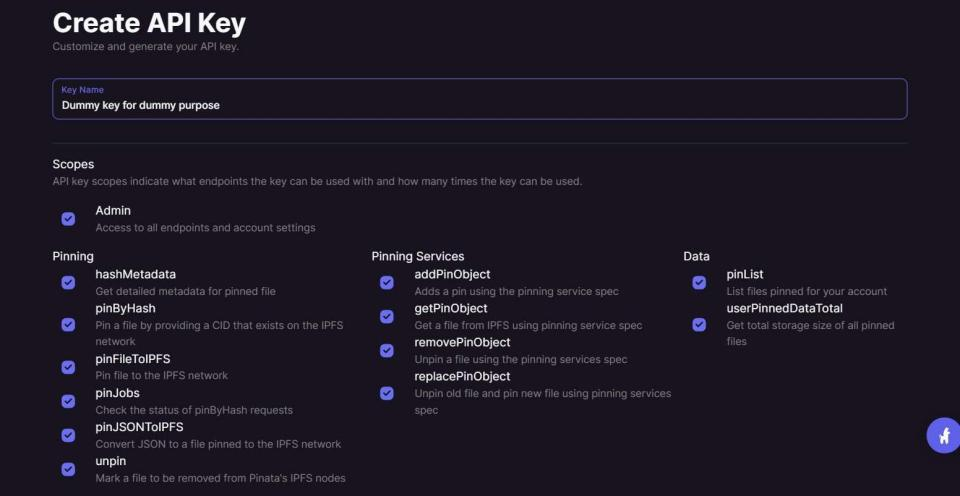 Create API Key
Customize and generate your API key.
Key Name
Dummy key for dummy purpose
Scopes
API key scopes indicate what endpoints the key can be used with and how many times the key can be used.
Admin
Access to all endpoints and account settings
Pinning
hashMetadata
Get detailed metadata for pinned file
pinByHash
Pin a file by providing a CID that exists on the IPFS
network
pinFileToIPFS
Pin file to the IPFS network
pinJobs
Check the status of pinByHash requests
pinJSONToIPFS
Convert JSON to a file pinned to the IPFS network
unpin
Mark a file to be removed from Pinata's IPFS nodes
Pinning Services
addPinObject
Adds a pin using the pinning service spec
getPinObject
Get a file from IPFS using pinning service spec
removePinObject
Unpin a file using the pinning services spec
replacePinObject
Unpin old file and pin new file using pinning services
spec
Data
pinList
List files pinned for your account
userPinnedDataTotal
Get total storage size of all pinned
files